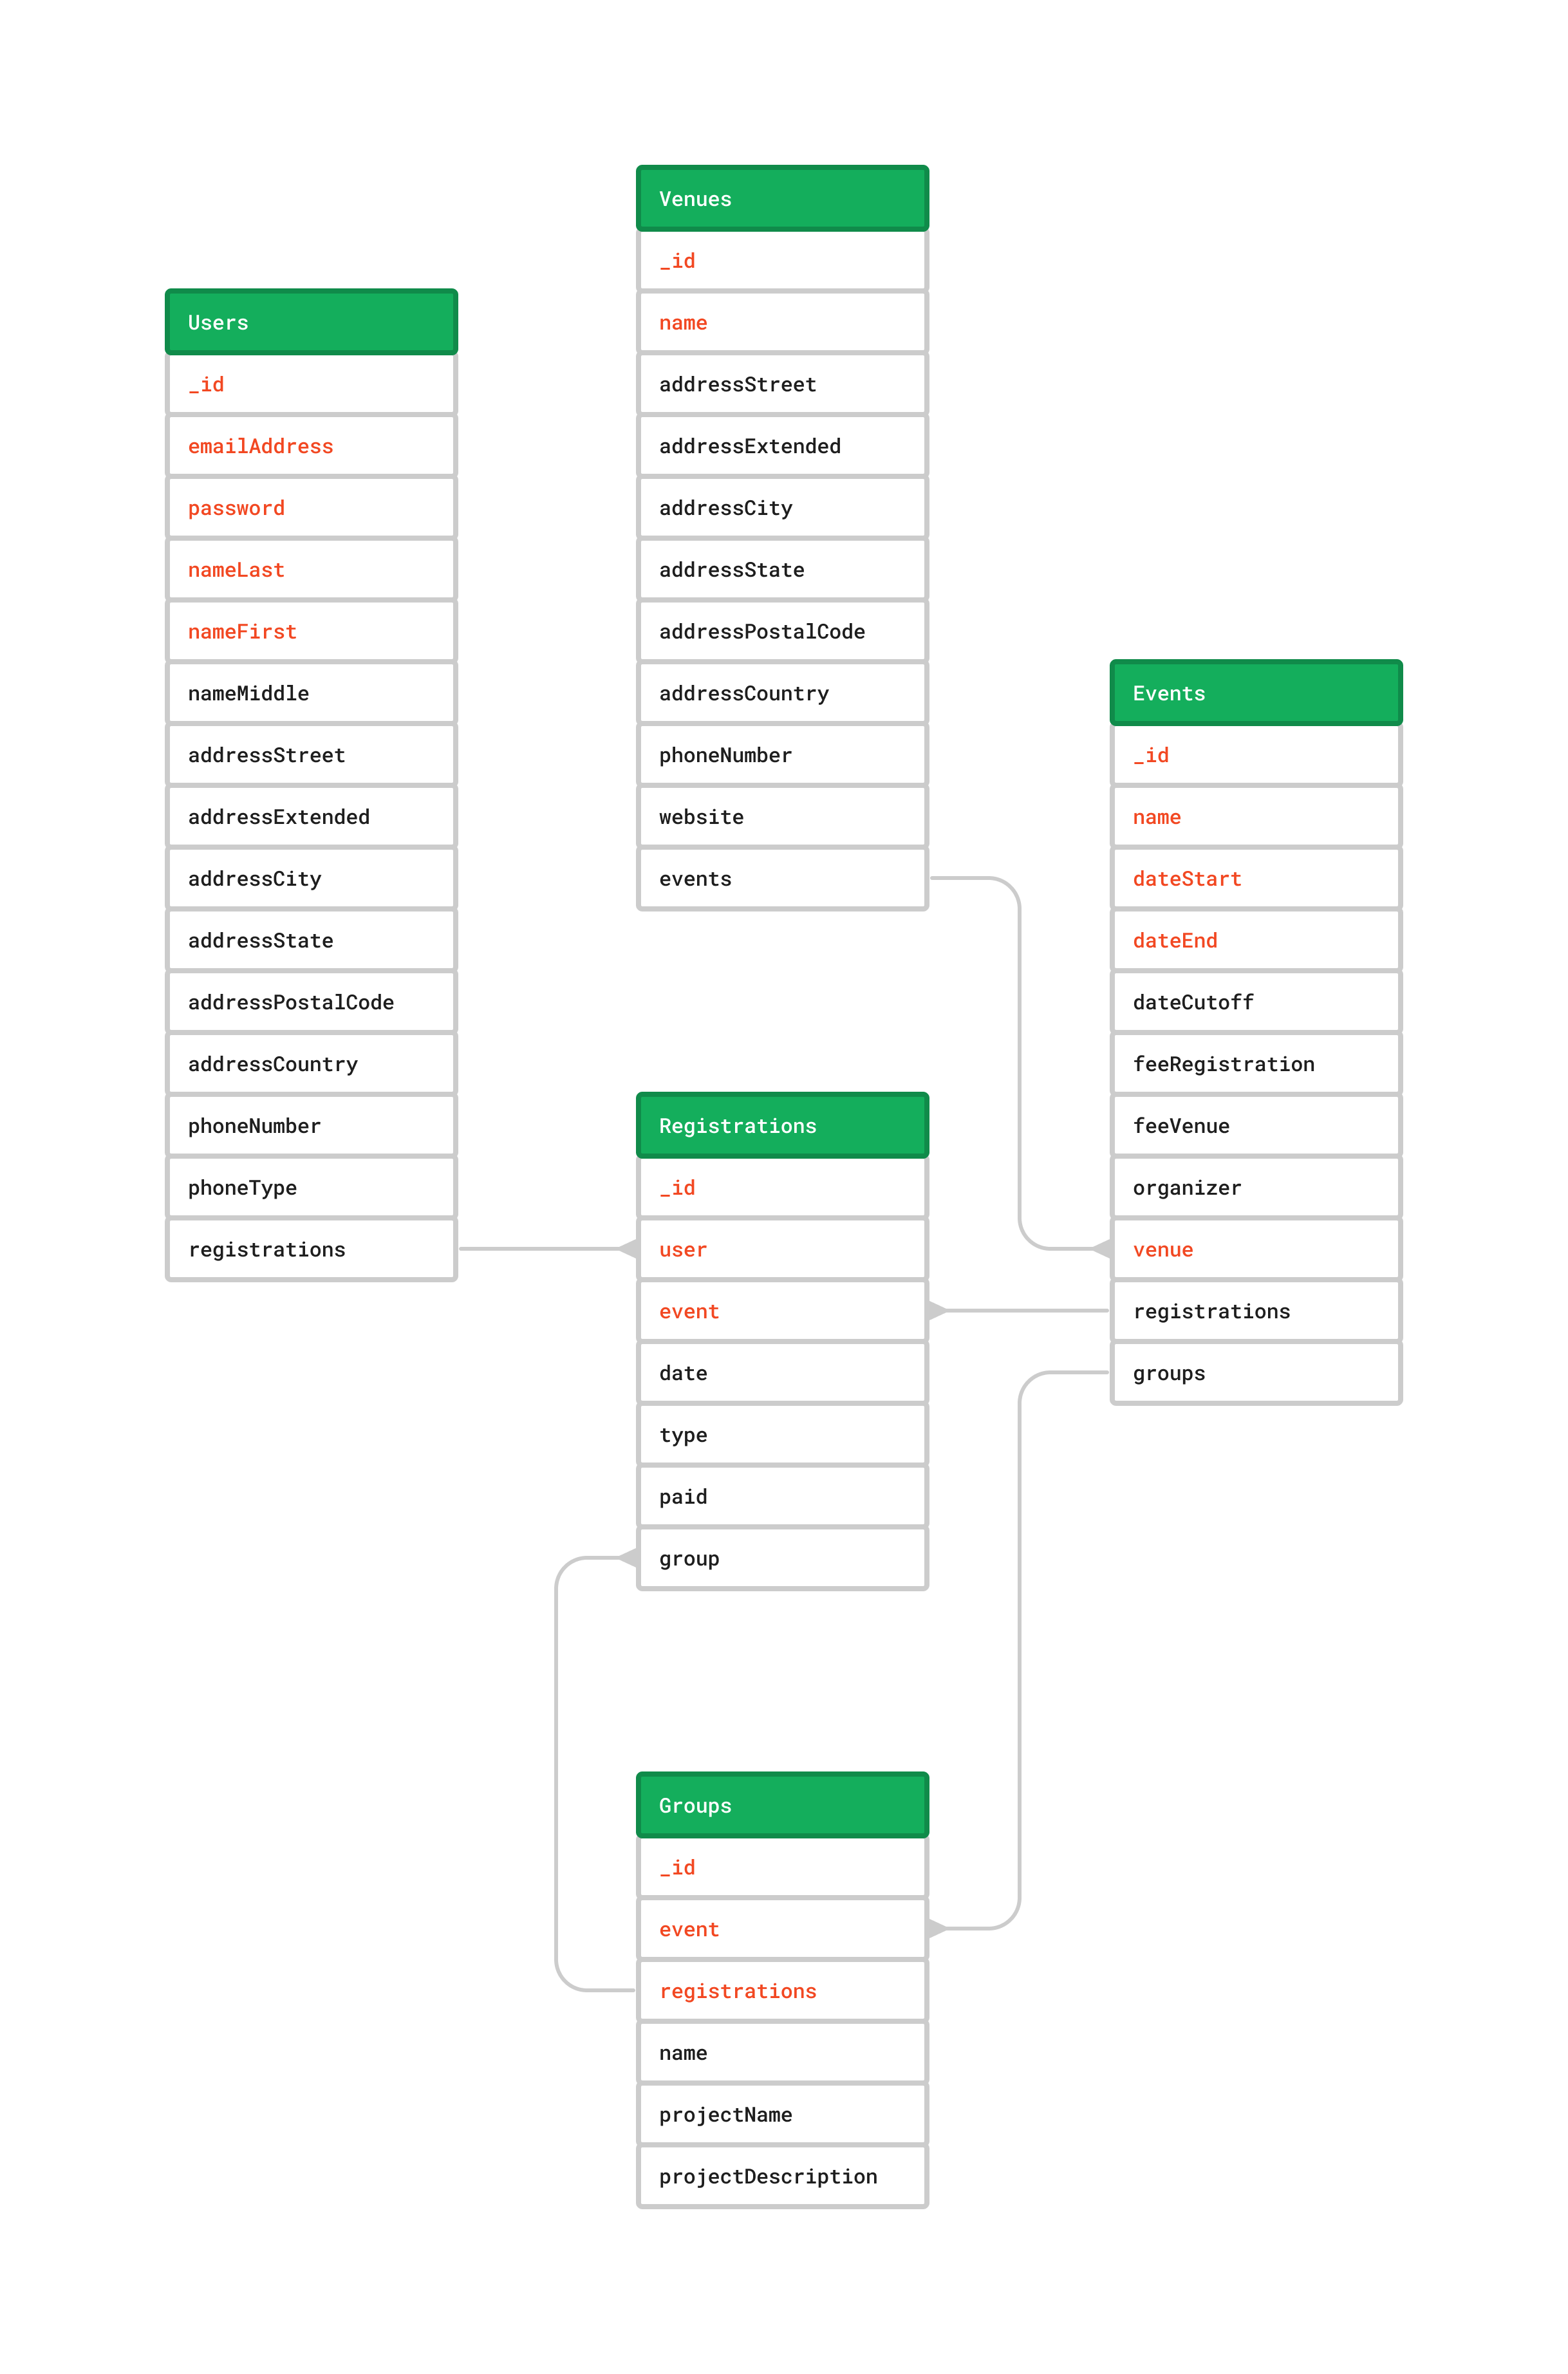 Users
_id
emailAddress
password
nameLast
nameFirst
nameMiddle
addressStreet
addressExtended
addressCity
addressState
addressPostalCode
addressCountry
phoneNumber
phoneType
registrations
Venues
_id
name
addressStreet
addressExtended
addressCity
addressState
addressPostalCode
addressCountry
phoneNumber
website
events
Registrations
_id
user
event
date
type
paid
group
Groups
_id
event
registrations
name
projectName
projectDescription
Events
_id
name
dateStart
dateEnd
dateCutoff
feeRegistration
feeVenue
organizer
venue
registrations
groups